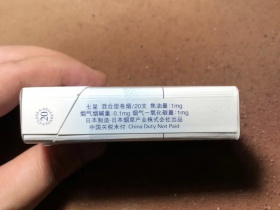 20
七星 混合型卷烟/20支 焦油量:1mg
烟气烟碱量:0.1mg 烟气一氧化碳量:1mg
日本制造·日本烟草产业株式会社出品
中国关税未付 China Duty Not Paid